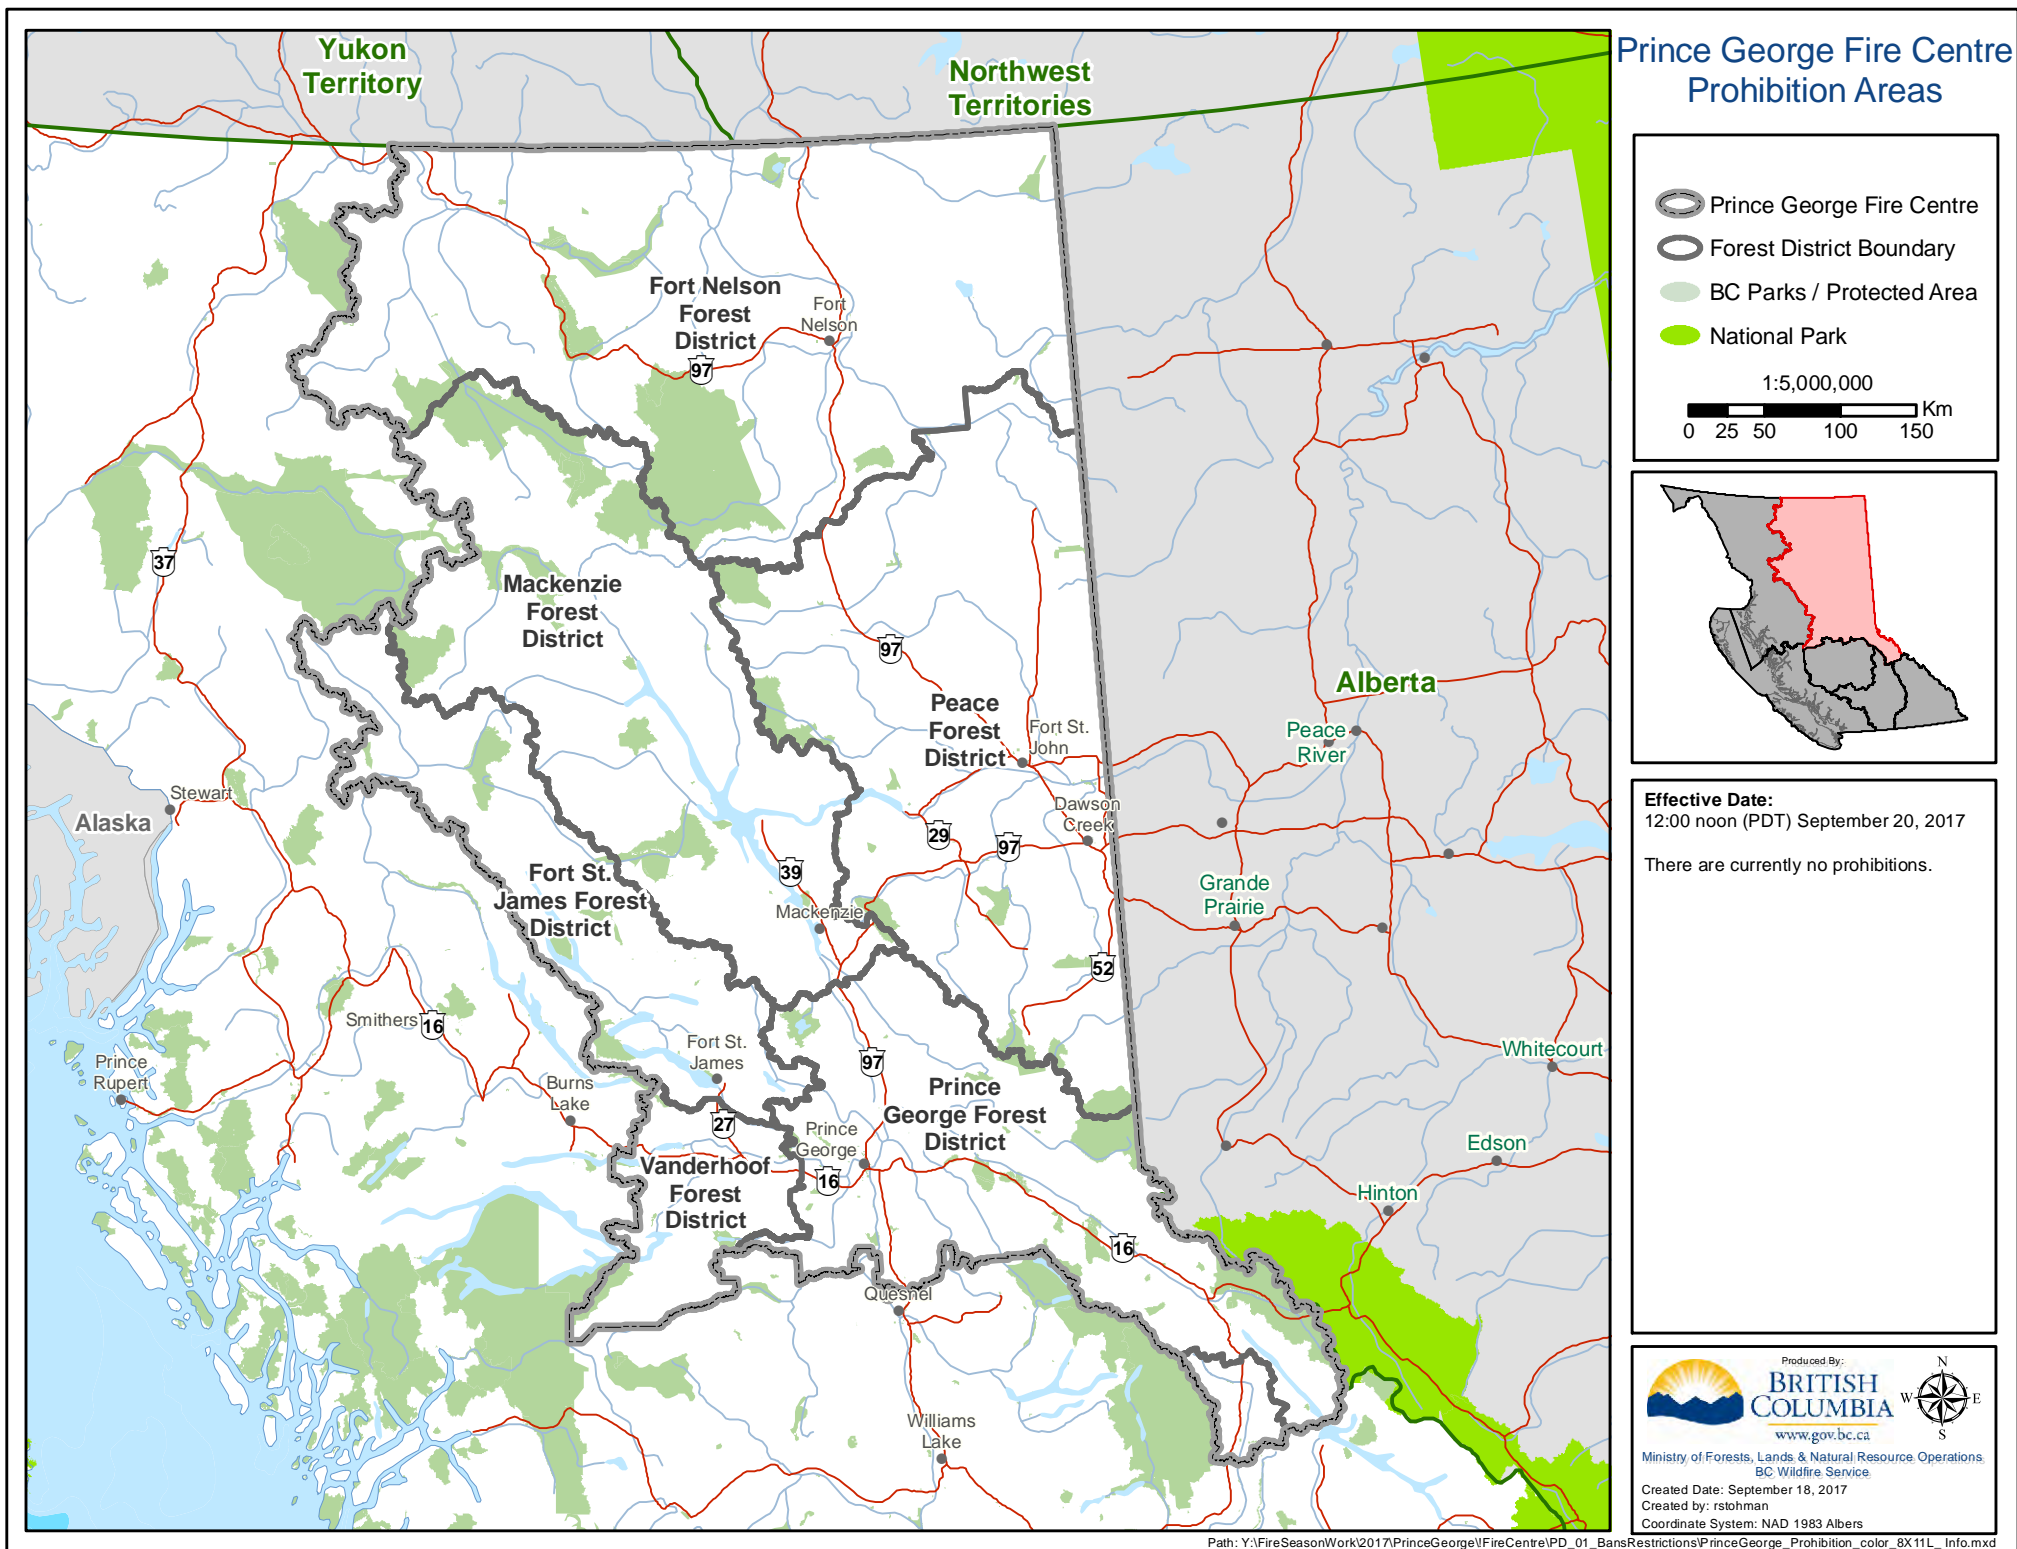 Prince George Fire Centre
Prohibition Areas
Yukon
Territory
Northwest
Territories
Fort Nelson
Forest
District
Fort
Nelson
97
37
Mackenzie
Forest
District
97
Peace
Forest
District
Fort St.
John
Alberta
Peace
River
Stewart
Alaska
Dawson
Creek
29
97
39
Fort St.
James Forest
District
Mackenzie
Grande
Prairie
52
Smithers
16
Prince
Rupert
Fort St.
James
97
Burns
Lake
27
Prince
George Forest
District
Whitecourt
Prince
George
16
Vanderhoof
Forest
District
Edson
Hinton
16
Quesnel
Williams
Lake
Prince George Fire Centre
Forest District Boundary
BC Parks / Protected Area
National Park
1:5,000,000
Km
0 25 50 100 150
Effective Date:
12:00 noon (PDT) September 20, 2017
There are currently no prohibitions.
Produced By:
BRITISH
COLUMBIA
www.gov.bc.ca
N
W E
S
Ministry of Forests, Lands & Natural Resource Operations
BC Wildfire Service
Created Date: September 18, 2017
Created by: rstohman
Coordinate System: NAD 1983 Albers
Path: Y:\FireSeasonWork\2017\PrinceGeorge\!FireCentre\PD_01_BansRestrictions\PrinceGeorge_Prohibition_color_8X11L_ Info.mxd